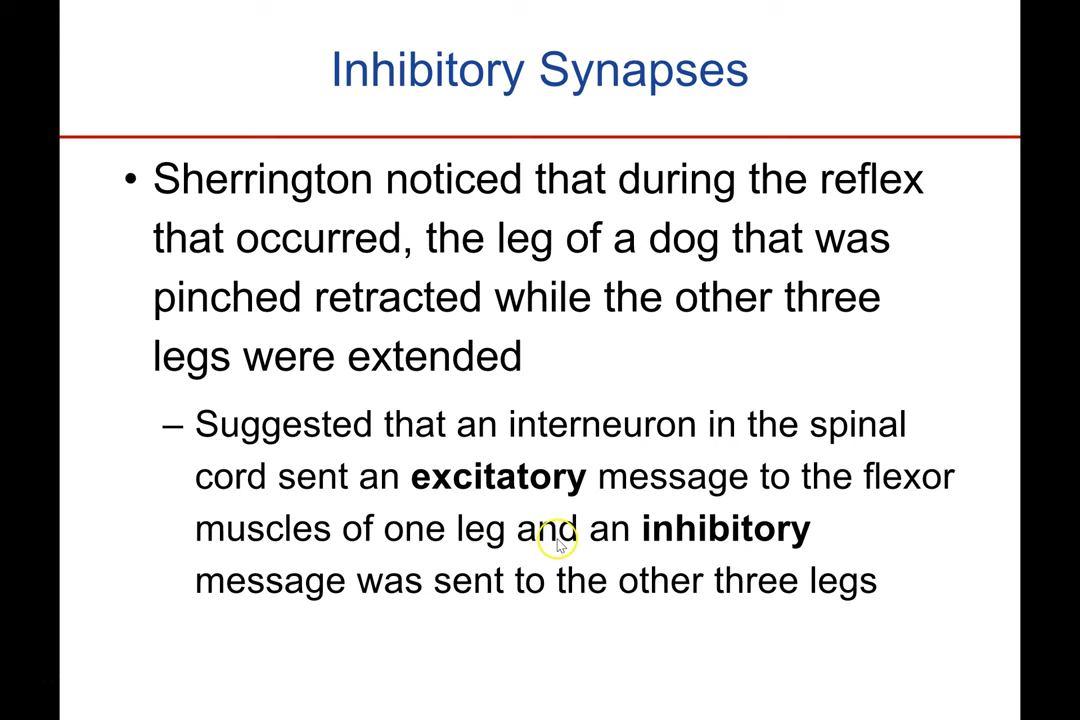 Inhibitory Synapses
• Sherrington noticed that during the reflex
that occurred, the leg of a dog that was
pinched retracted while the other three
legs were extended
– Suggested that an interneuron in the spinal
cord sent an excitatory message to the flexor
muscles of one leg and an inhibitory
message was sent to the other three legs